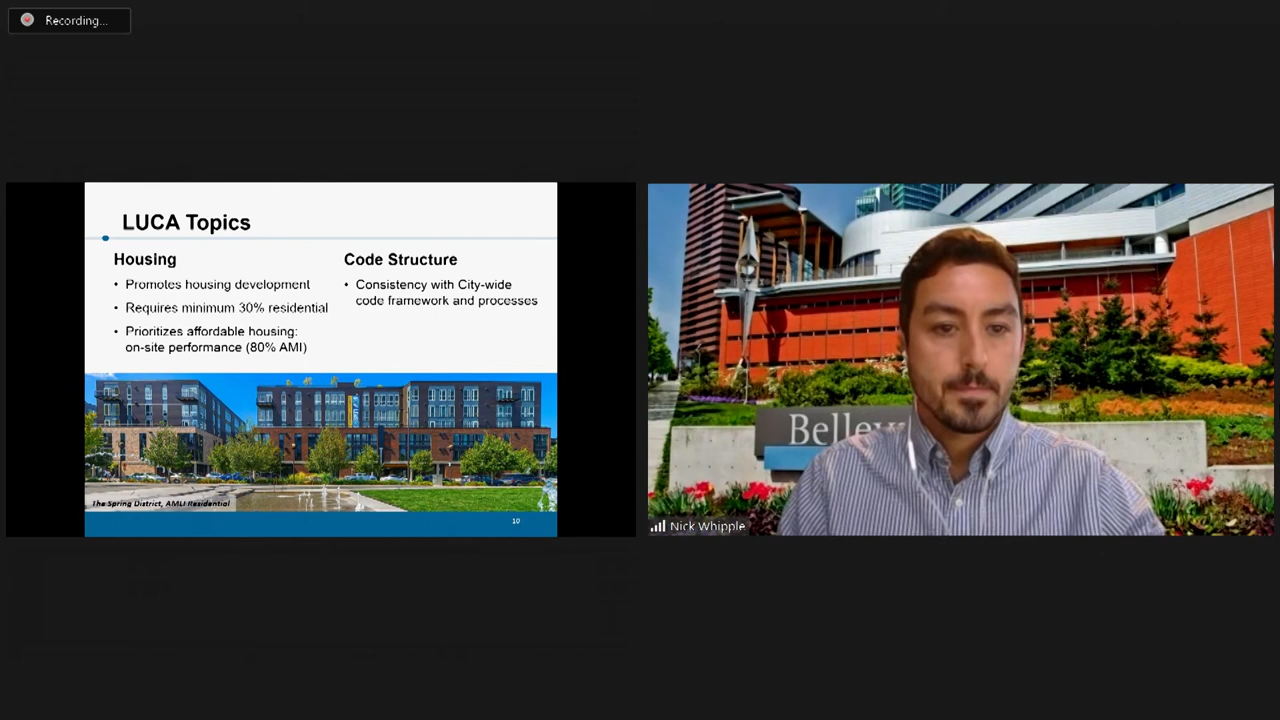 Recording...
LUCA Topics
Housing
• Promotes housing development
• Requires minimum 30% residential
• Prioritizes affordable housing:
on-site performance (80% AMI)
Code Structure
• Consistency with City-wide
code framework and processes
The Spring District, AMLI Residential
10
Bellev
Nick Whipple